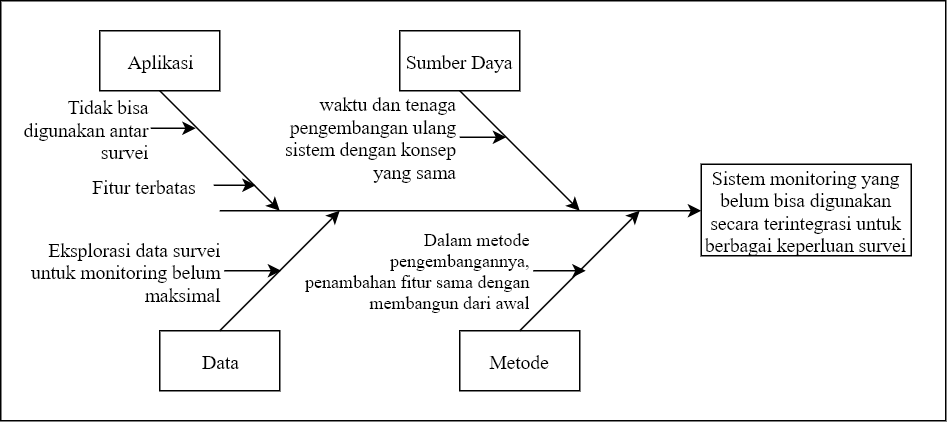 Aplikasi
Sumber Daya
Tidak bisa
digunakan antar
survei
Fitur terbatas
waktu dan tenaga
pengembangan ulang
sistem dengan konsep
yang sama
Sistem monitoring yang
belum bisa digunakan
secara terintegrasi untuk
berbagai keperluan survei
Eksplorasi data survei
untuk monitoring belum
maksimal
Dalam metode
pengembangannya,
penambahan fitur sama dengan
membangun dari awal
Data
Metode